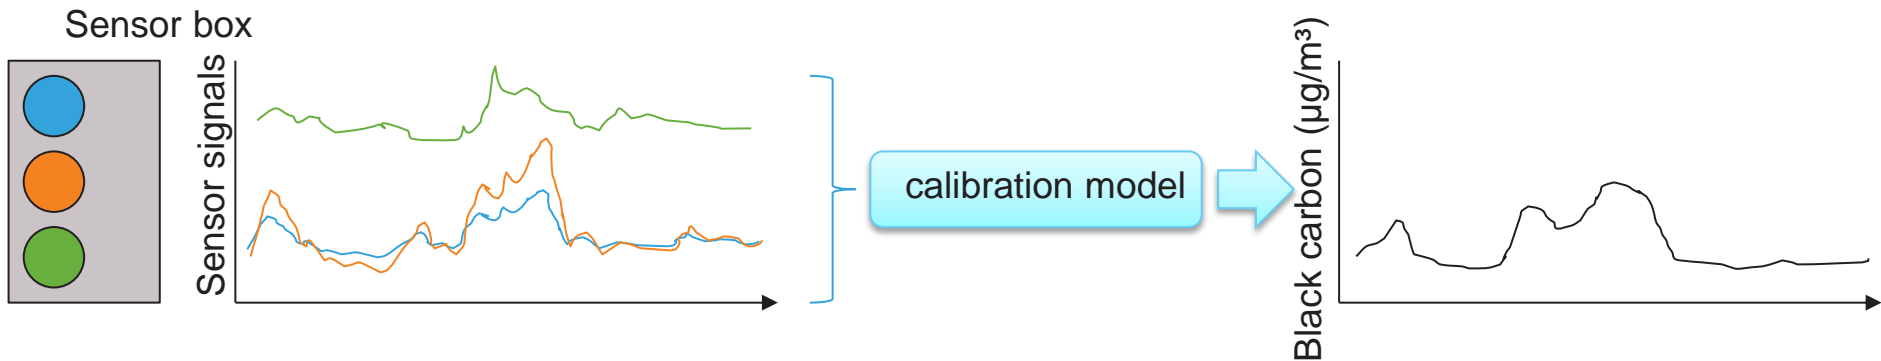 Sensor box
Sensor signals
calibration model
Black carbon (µg/m³)